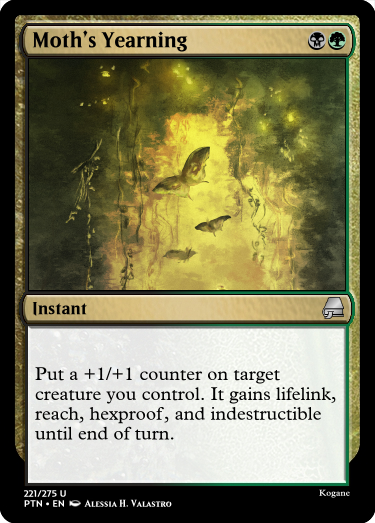 Moth's Yearning
Instant
Put a +1/+1 counter on target
creature you control. It gains lifelink,
reach, hexproof, and indestructible
until end of turn.
221/275 U
Kogane
PTN • EN Alessia H. Valastro